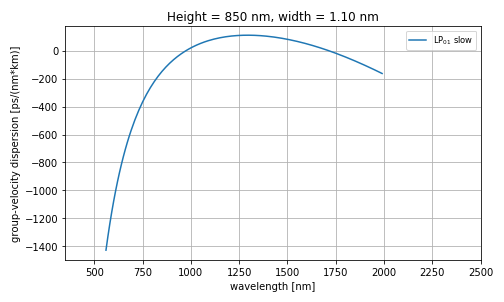 Height = 850 nm, width = 1.10 nm
LP₀₁ slow
group-velocity dispersion [ps/(nm*km)]
0
−200
−400
−600
−800
−1000
−1200
−1400
500 750 1000 1250 1500 1750 2000 2250 2500
wavelength [nm]